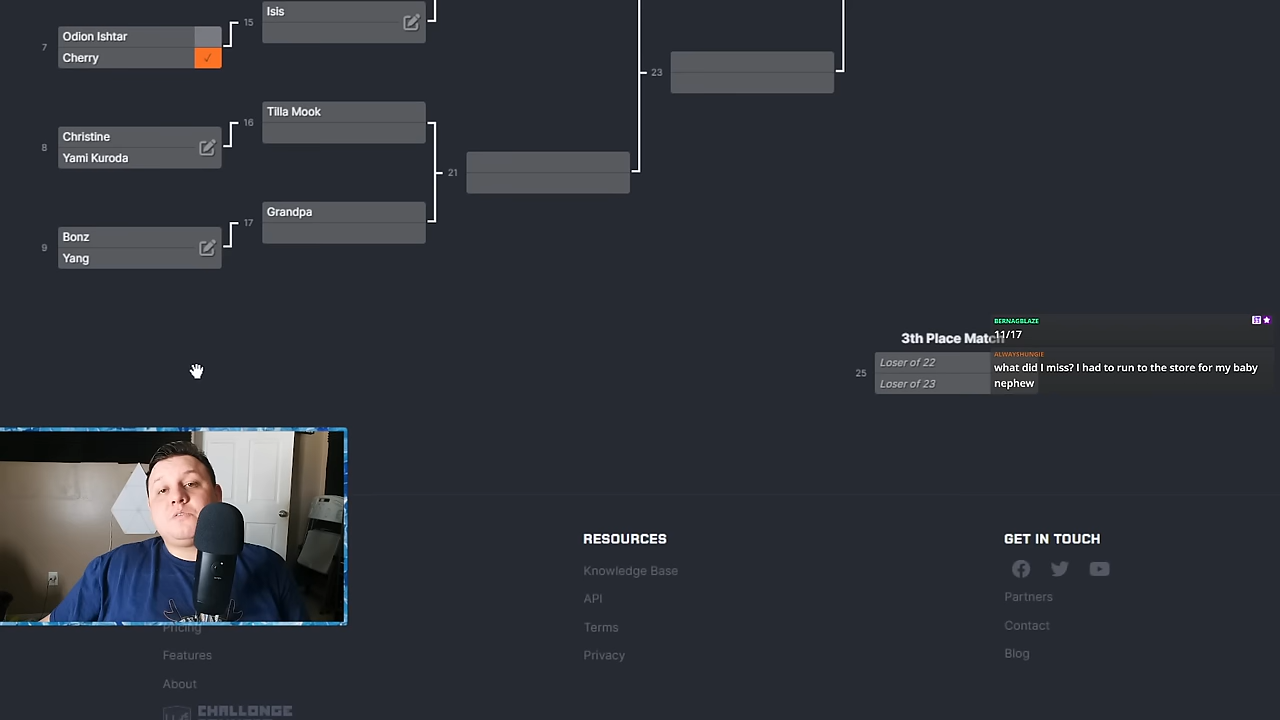 15
Isis
7
Odion Ishtar
Cherry
23
16
Tilla Mook
8
Christine
Yami Kuroda
21
17
Grandpa
9
Bonz
Yang
BERNAGBLAZE
3th Place Match
11/17
ALWAYSHUNGIE
25
Loser of 22
Loser of 23
what did I miss? I had to run to the store for my baby
nephew
RESOURCES
GET IN TOUCH
Knowledge Base
API
Partners
Pricing
Terms
Contact
Features
Privacy
Blog
About
CHALLONGE